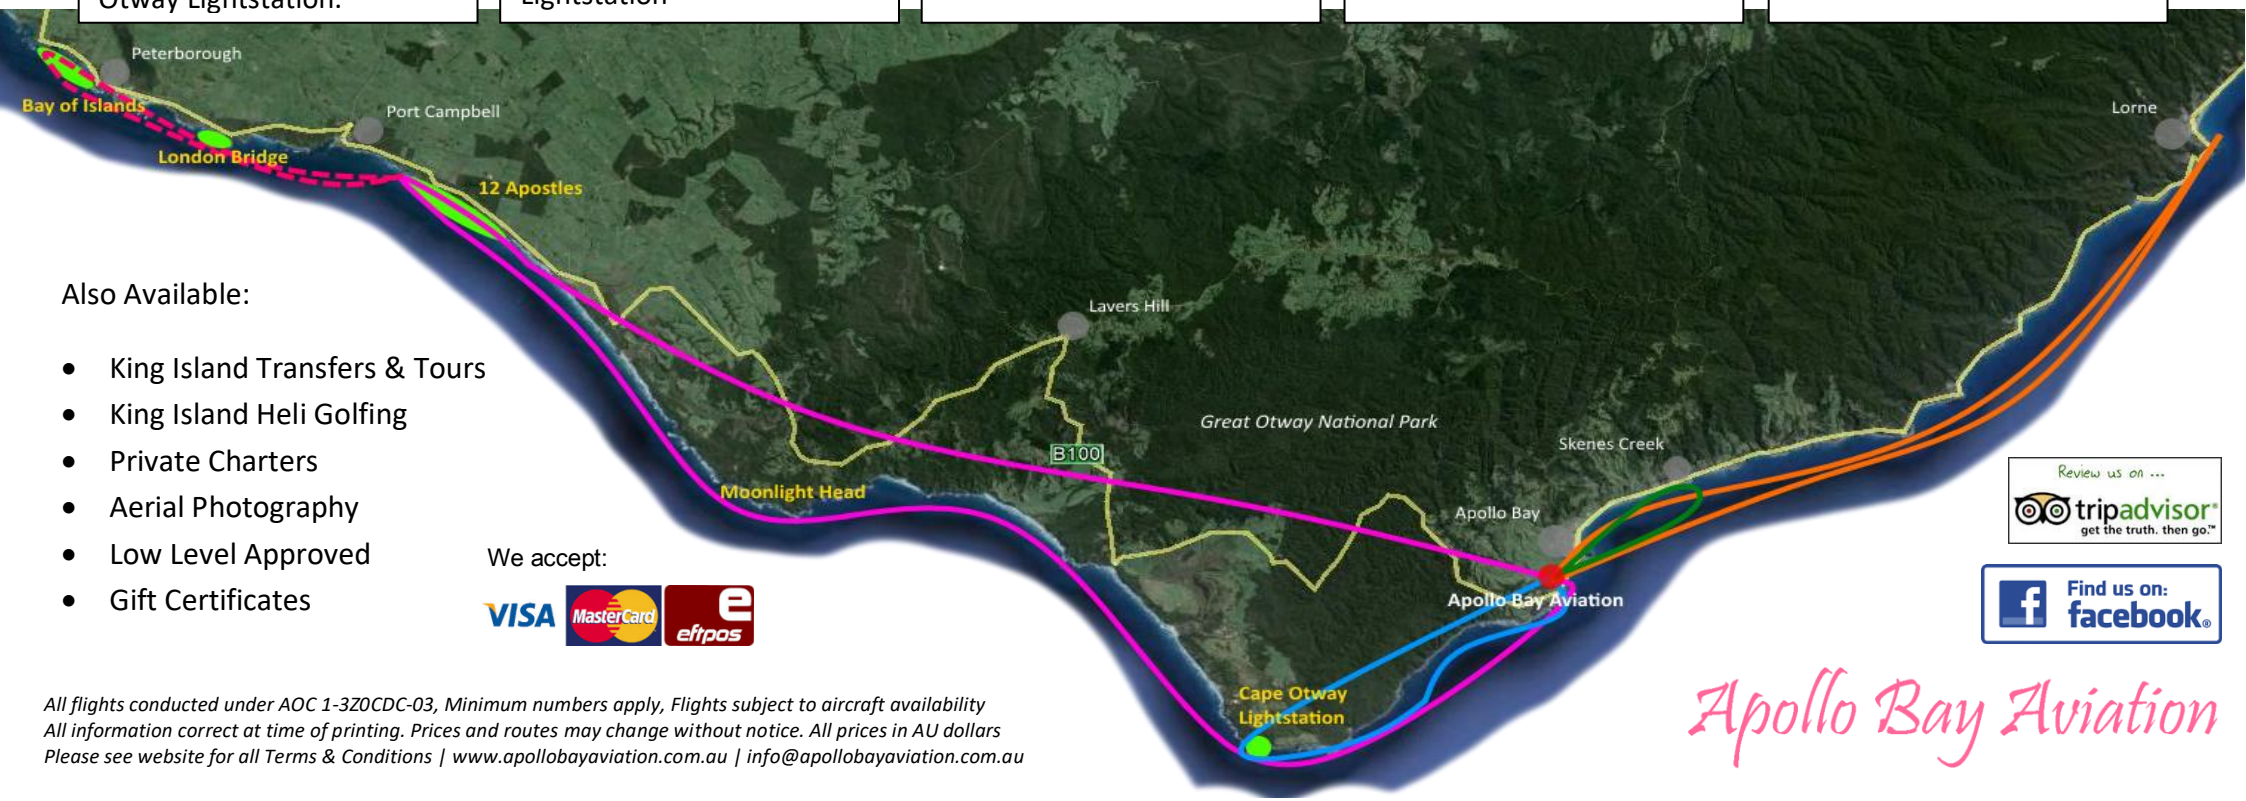 Otway Lightstation.
Lightstation
Peterborough
Bay of Islands
Port Campbell
London Bridge
12 Apostles
Lorne
Lavers Hill
Great Otway National Park
B100
Skenes Creek
Moonlight Head
Apollo Bay
Apollo Bay Aviation
Cape Otway
Lightstation
Also Available:
• King Island Transfers & Tours
• King Island Heli Golfing
• Private Charters
• Aerial Photography
• Low Level Approved
• Gift Certificates
We accept:
VISA MasterCard e eftpos
Review us on ...
tripadvisor®
get the truth. then go.™
Find us on:
facebook®
Apollo Bay Aviation
All flights conducted under AOC 1-3Z0CDC-03, Minimum numbers apply, Flights subject to aircraft availability
All information correct at time of printing. Prices and routes may change without notice. All prices in AU dollars
Please see website for all Terms & Conditions | www.apollobayaviation.com.au | info@apollobayaviation.com.au